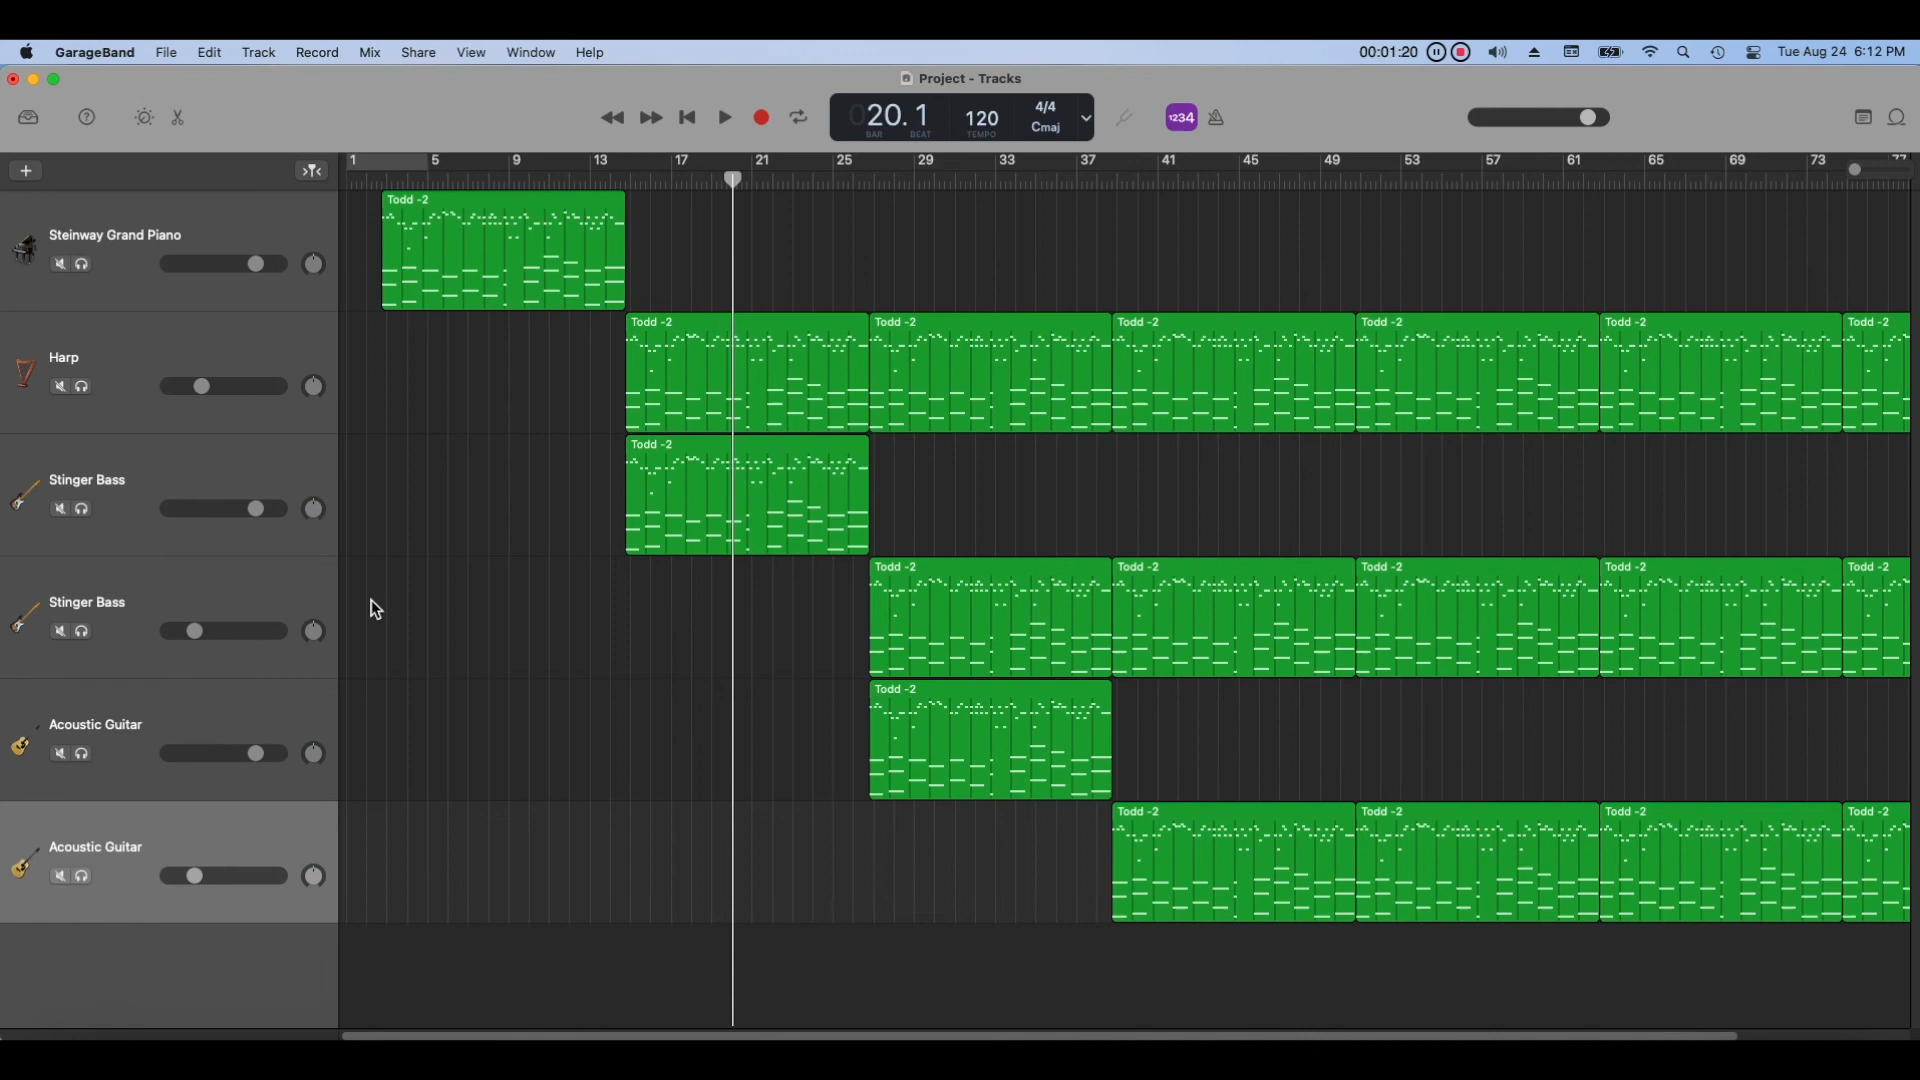 GarageBand File Edit Track Record Mix Share View Window Help 00:01:20 Tue Aug 24 6:12 PM
Project - Tracks
020.1 120 4/4
Cmaj
BAR BEAT TEMPO
1234
1 5 9 13 17 21 25 29 33 37 41 45 49 53 57 61 65 69 73 77
Todd -2
Steinway Grand Piano
Todd -2 Todd -2 Todd -2 Todd -2 Todd -2 Todd -2
Harp
Todd -2
Stinger Bass
Todd -2 Todd -2 Todd -2 Todd -2 Todd -2
Stinger Bass
Todd -2
Acoustic Guitar
Todd -2 Todd -2 Todd -2 Todd -2
Acoustic Guitar